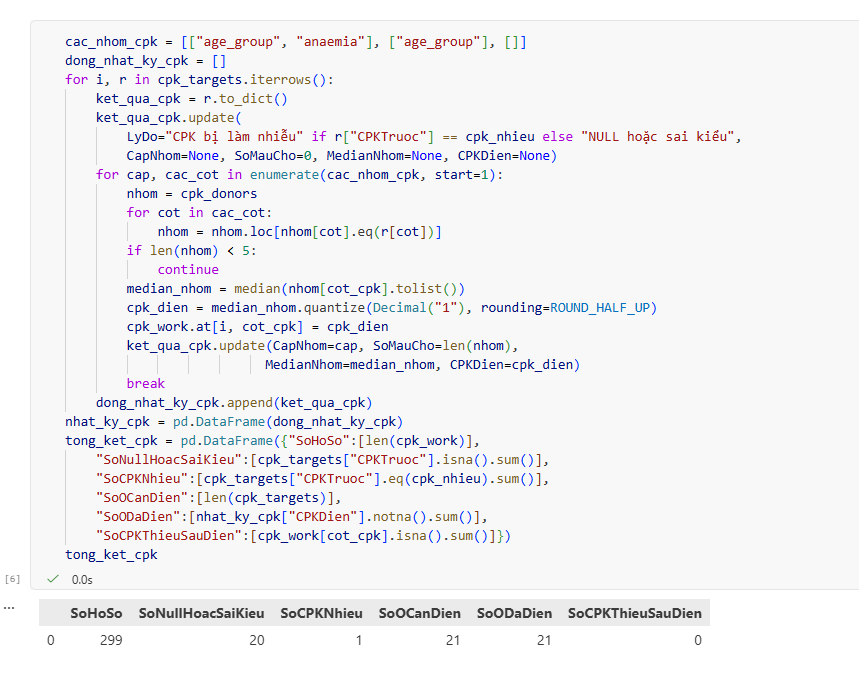 cac_nhom_cpk = [["age_group", "anaemia"], ["age_group"], []]
dong_nhat_ky_cpk = []
for i, r in cpk_targets.iterrows():
    ket_qua_cpk = r.to_dict()
    ket_qua_cpk.update(
        LyDo="CPK bị làm nhiễu" if r["CPKTruoc"] == cpk_nhieu else "NULL hoặc sai kiểu",
        CapNhom=None, SoMauCho=0, MedianNhom=None, CPKDien=None)
    for cap, cac_cot in enumerate(cac_nhom_cpk, start=1):
        nhom = cpk_donors
        for cot in cac_cot:
            nhom = nhom.loc[nhom[cot].eq(r[cot])]
        if len(nhom) < 5:
            continue
        median_nhom = median(nhom[cot_cpk].tolist())
        cpk_dien = median_nhom.quantize(Decimal("1"), rounding=ROUND_HALF_UP)
        cpk_work.at[i, cot_cpk] = cpk_dien
        ket_qua_cpk.update(CapNhom=cap, SoMauCho=len(nhom),
                          MedianNhom=median_nhom, CPKDien=cpk_dien)
        break
    dong_nhat_ky_cpk.append(ket_qua_cpk)
nhat_ky_cpk = pd.DataFrame(dong_nhat_ky_cpk)
tong_ket_cpk = pd.DataFrame({"SoHoSo":[len(cpk_work)],
    "SoNullHoacSaiKieu":[cpk_targets["CPKTruoc"].isna().sum()],
    "SoCPKNhieu":[cpk_targets["CPKTruoc"].eq(cpk_nhieu).sum()],
    "SoOCanDien":[len(cpk_targets)],
    "SoODaDien":[nhat_ky_cpk["CPKDien"].notna().sum()],
    "SoCPKThieuSauDien":[cpk_work[cot_cpk].isna().sum()]})
tong_ket_cpk
[6] ✓ 0.0s
...
SoHoSo SoNullHoacSaiKieu SoCPKNhieu SoOCanDien SoODaDien SoCPKThieuSauDien
0 299 20 1 21 21 0